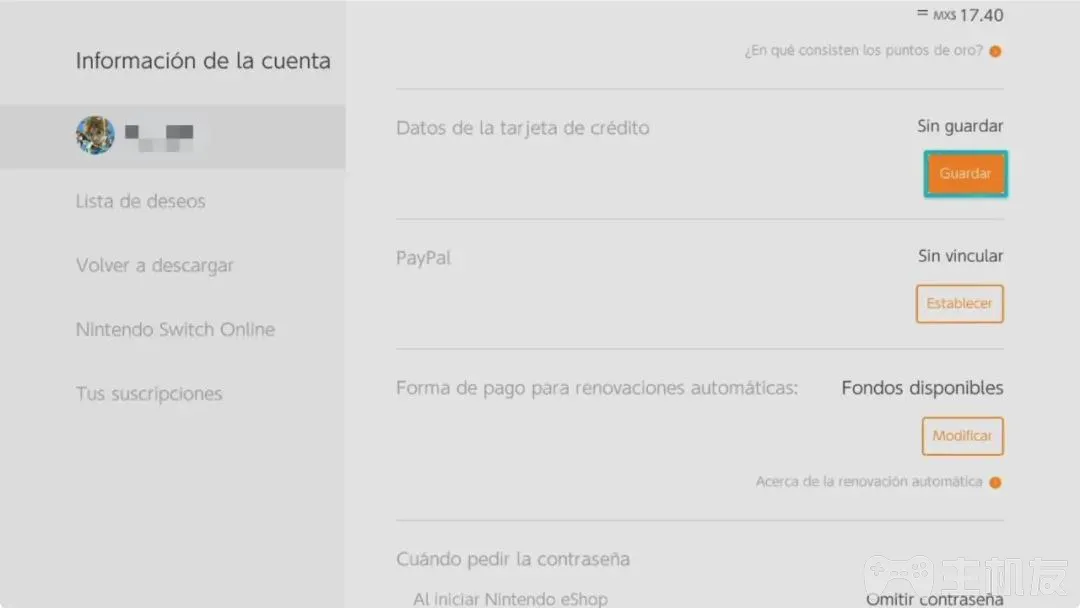 = MX$ 17.40
¿En qué consisten los puntos de oro?
Información de la cuenta
Datos de la tarjeta de crédito
Sin guardar
Guardar
Lista de deseos
Volver a descargar
Nintendo Switch Online
Tus suscripciones
PayPal
Sin vincular
Establecer
Forma de pago para renovaciones automáticas:
Fondos disponibles
Modificar
Acerca de la renovación automática
Cuándo pedir la contraseña
Al iniciar Nintendo eShop
Omitir contraseña
主机友